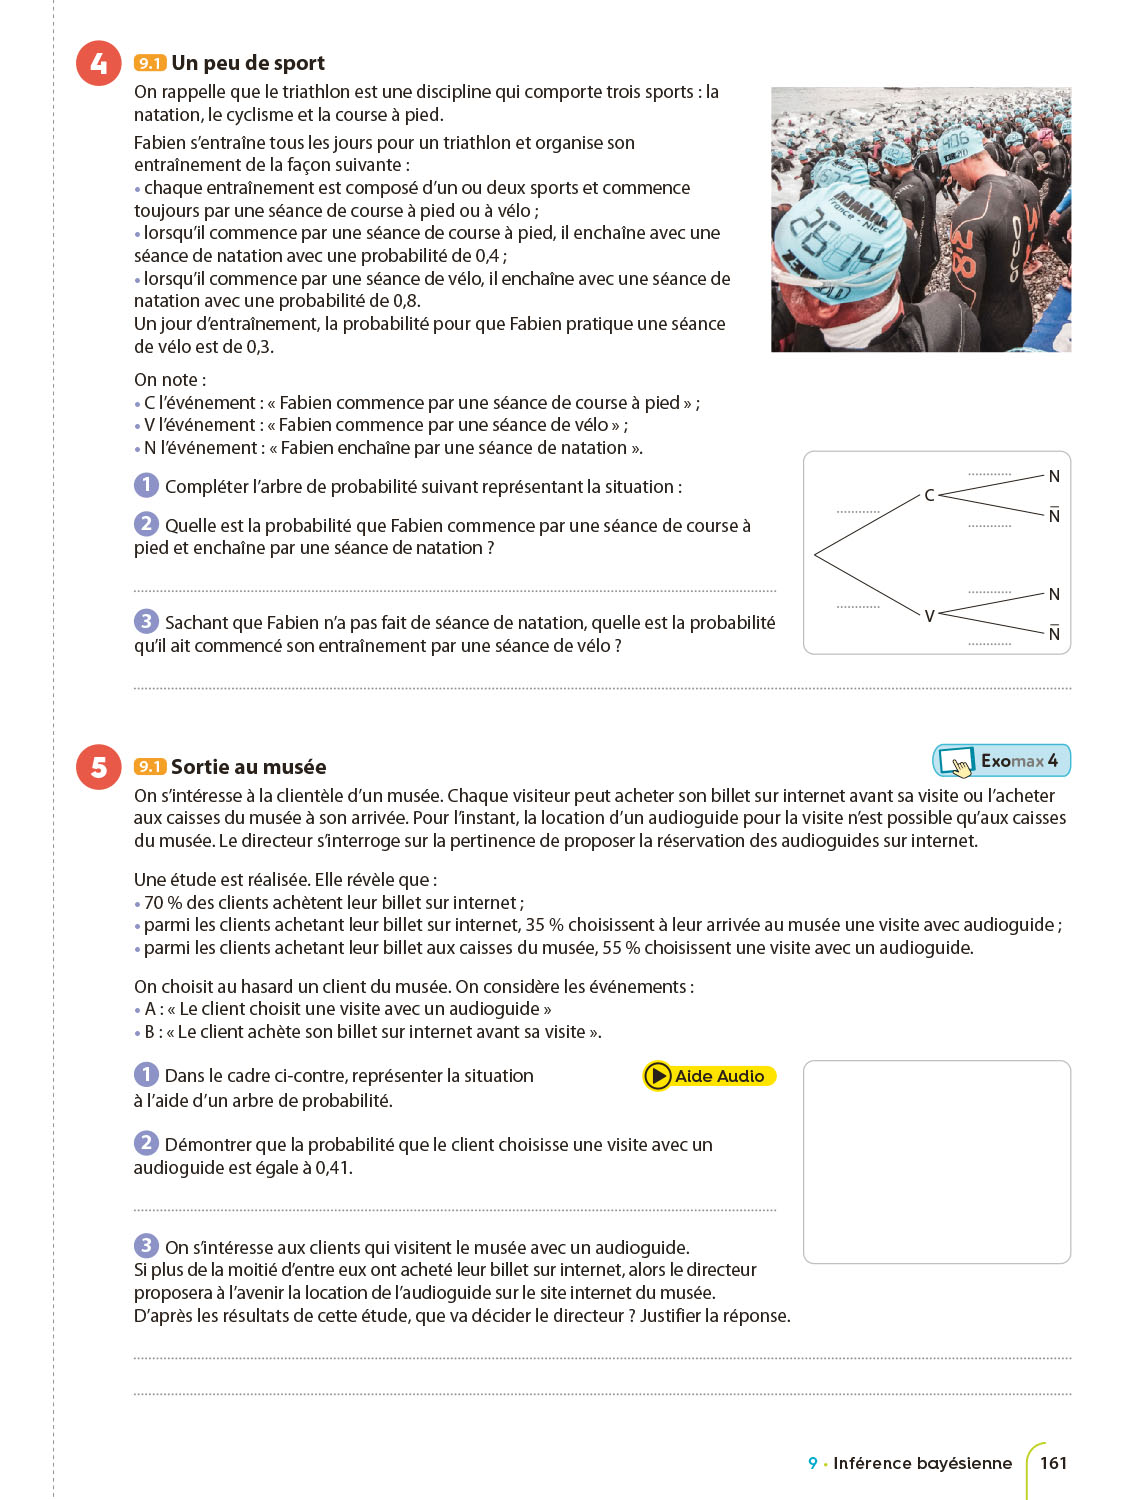 4 9.1 Un peu de sport
On rappelle que le triathlon est une discipline qui comporte trois sports : la
natation, le cyclisme et la course à pied.
Fabien s’entraîne tous les jours pour un triathlon et organise son
entraînement de la façon suivante :
• chaque entraînement est composé d’un ou deux sports et commence
toujours par une séance de course à pied ou à vélo ;
• lorsqu’il commence par une séance de course à pied, il enchaîne avec une
séance de natation avec une probabilité de 0,4 ;
• lorsqu’il commence par une séance de vélo, il enchaîne avec une séance de
natation avec une probabilité de 0,8.
Un jour d’entraînement, la probabilité pour que Fabien pratique une séance
de vélo est de 0,3.
406
IRONMAN
France Nice
2614
8.2
On note :
• C l’événement : « Fabien commence par une séance de course à pied » ;
• V l’événement : « Fabien commence par une séance de vélo » ;
• N l’événement : « Fabien enchaîne par une séance de natation ».
1 Compléter l’arbre de probabilité suivant représentant la situation :
2 Quelle est la probabilité que Fabien commence par une séance de course à
pied et enchaîne par une séance de natation ?
3 Sachant que Fabien n’a pas fait de séance de natation, quelle est la probabilité
qu’il ait commencé son entraînement par une séance de vélo ?
N
C
N̅
N
V
N̅
5 9.1 Sortie au musée
Exomax 4
On s’intéresse à la clientèle d’un musée. Chaque visiteur peut acheter son billet sur internet avant sa visite ou l’acheter
aux caisses du musée à son arrivée. Pour l’instant, la location d’un audioguide pour la visite n’est possible qu’aux caisses
du musée. Le directeur s’interroge sur la pertinence de proposer la réservation des audioguides sur internet.
Une étude est réalisée. Elle révèle que :
• 70 % des clients achètent leur billet sur internet ;
• parmi les clients achetant leur billet sur internet, 35 % choisissent à leur arrivée au musée une visite avec audioguide ;
• parmi les clients achetant leur billet aux caisses du musée, 55 % choisissent une visite avec un audioguide.
On choisit au hasard un client du musée. On considère les événements :
• A : « Le client choisit une visite avec un audioguide »
• B : « Le client achète son billet sur internet avant sa visite ».
1 Dans le cadre ci-contre, représenter la situation
à l’aide d’un arbre de probabilité.
Aide Audio
2 Démontrer que la probabilité que le client choisisse une visite avec un
audioguide est égale à 0,41.
3 On s’intéresse aux clients qui visitent le musée avec un audioguide.
Si plus de la moitié d’entre eux ont acheté leur billet sur internet, alors le directeur
proposera à l’avenir la location de l’audioguide sur le site internet du musée.
D’après les résultats de cette étude, que va décider le directeur ? Justifier la réponse.
9 • Inférence bayésienne 161